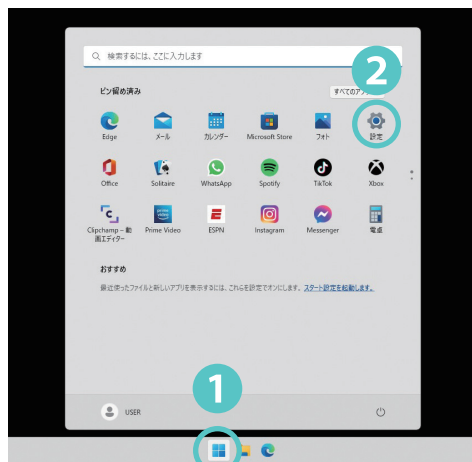 検索するには、ここに入力します
2
ピン留め済み
すべてのアプ
Edge
メール
カレンダー
Microsoft Store
フォト
設定
Office
Solitaire
WhatsApp
Spotify
TikTok
Xbox
Clipchamp – 動
画エディター
Prime Video
ESPN
Instagram
Messenger
電卓
おすすめ
最近使ったファイルと新しいアプリを表示するには、これらを設定でオンにします。 スタート設定を起動します。
1
USER